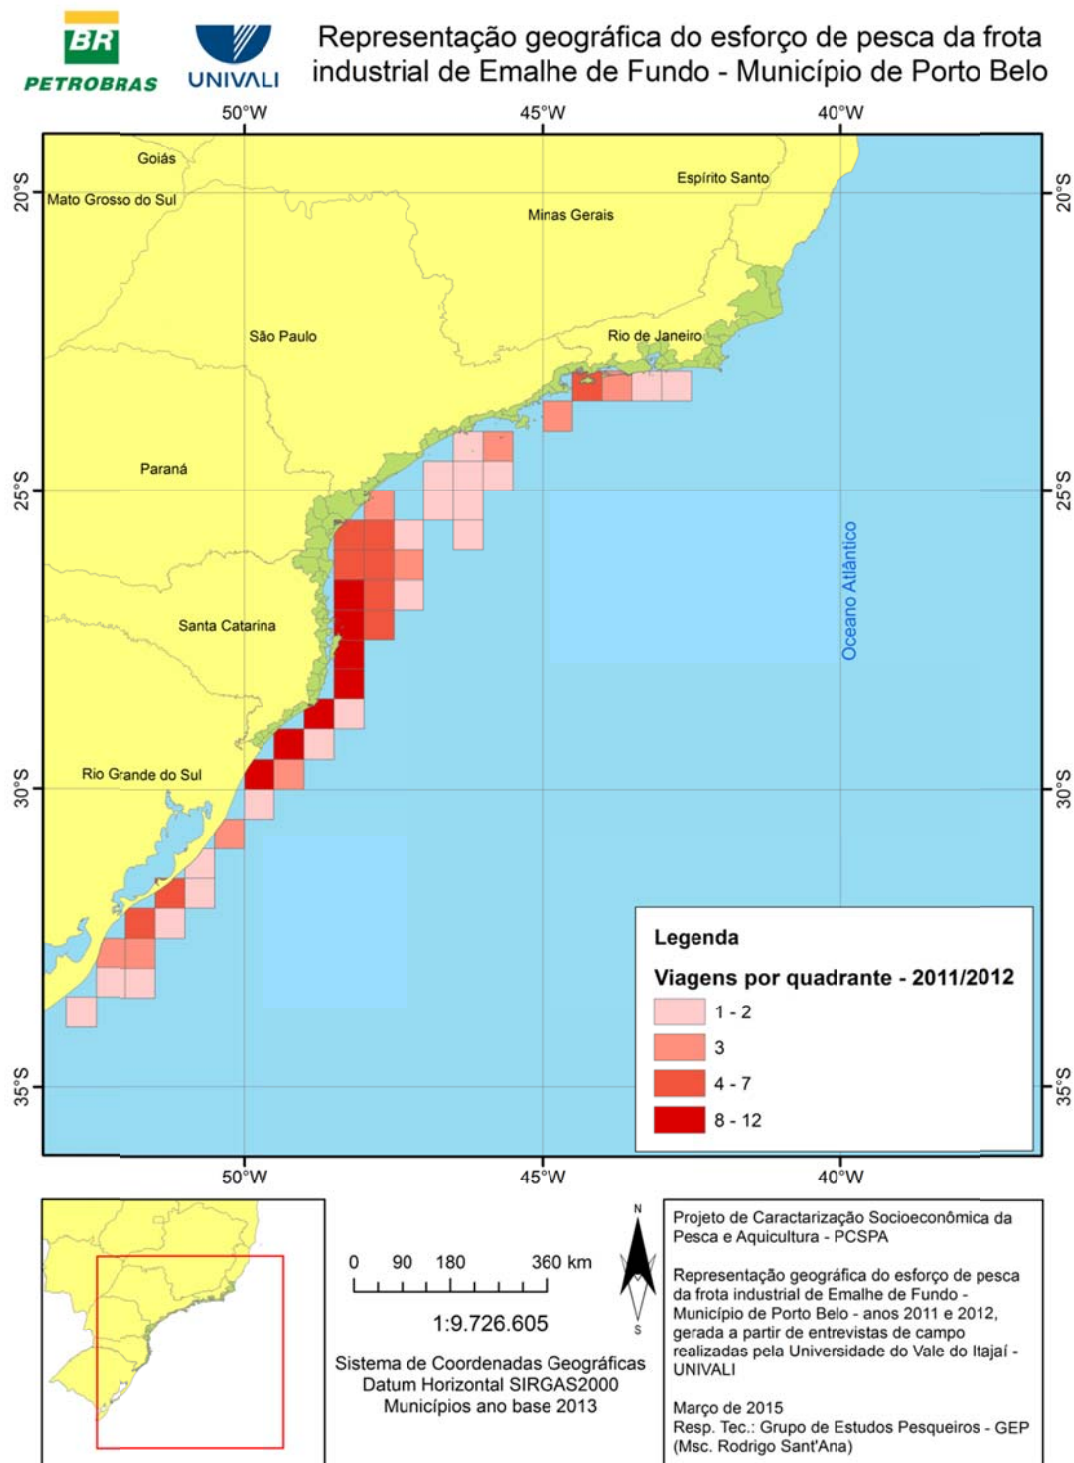 BR
PETROBRAS
UNIVALI
Representação geográfica do esforço de pesca da frota
industrial de Emalhe de Fundo - Município de Porto Belo
50°W
45°W
40°W
20°S
20°S
Goiás
Mato Grosso do Sul
Espírito Santo
Minas Gerais
São Paulo
Rio de Janeiro
Paraná
25°S
25°S
Oceano Atlântico
Santa Catarina
Rio Grande do Sul
30°S
30°S
35°S
35°S
Legenda
Viagens por quadrante - 2011/2012
1 - 2
3
4 - 7
8 - 12
50°W
45°W
40°W
0 90 180 360 km
1:9.726.605
Sistema de Coordenadas Geográficas
Datum Horizontal SIRGAS2000
Municípios ano base 2013
N
S
Projeto de Caractarização Socioeconômica da
Pesca e Aquicultura - PCSPA
Representação geográfica do esforço de pesca
da frota industrial de Emalhe de Fundo -
Município de Porto Belo - anos 2011 e 2012,
gerada a partir de entrevistas de campo
realizadas pela Universidade do Vale do Itajaí -
UNIVALI
Março de 2015
Resp. Tec.: Grupo de Estudos Pesqueiros - GEP
(Msc. Rodrigo Sant'Ana)